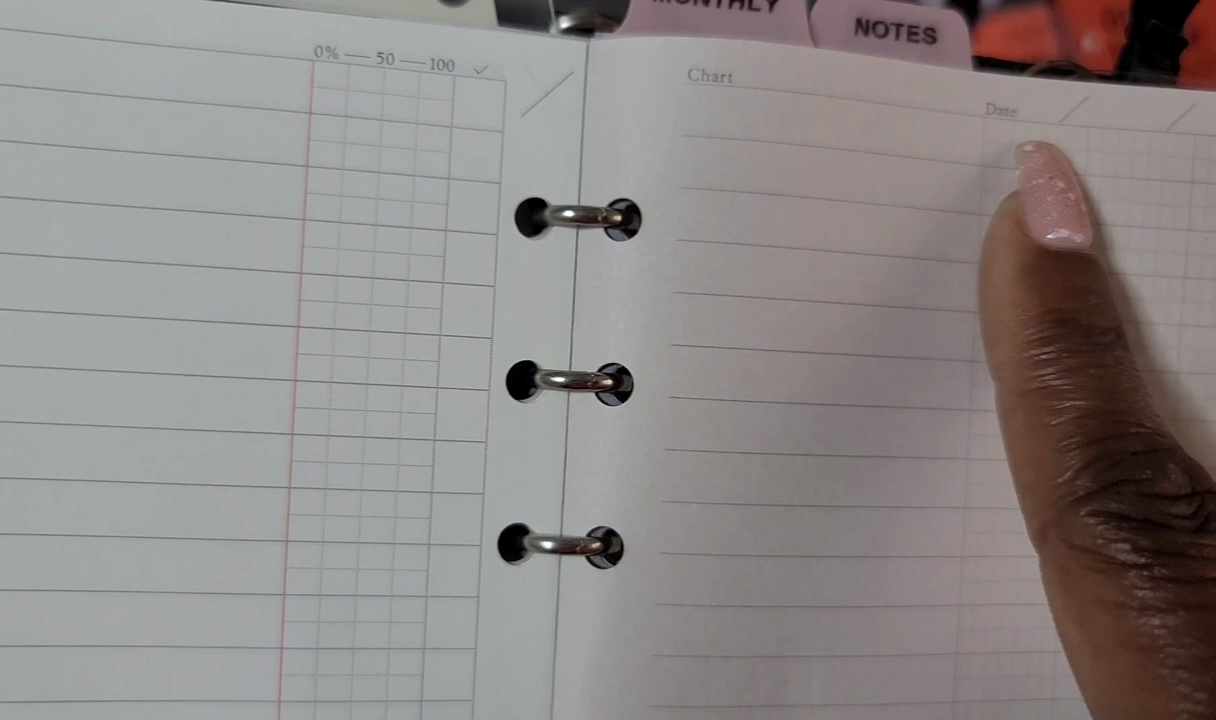 MONTHLY
NOTES
0% — 50 — 100 ✓
Chart
Date